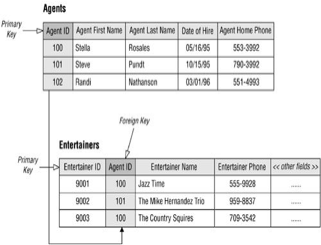 Agents
Primary Key
Agent ID Agent First Name Agent Last Name Date of Hire Agent Home Phone
100 Stella Rosales 05/16/95 553-3992
101 Steve Pundt 10/15/95 790-3992
102 Randi Nathanson 03/01/96 551-4993
Foreign Key
Entertainers
Primary Key
Entertainer ID Agent ID Entertainer Name Entertainer Phone << other fields >>
9001 100 Jazz Time 555-9928 ......
9002 101 The Mike Hernandez Trio 959-8837 ......
9003 100 The Country Squires 709-3542 ......